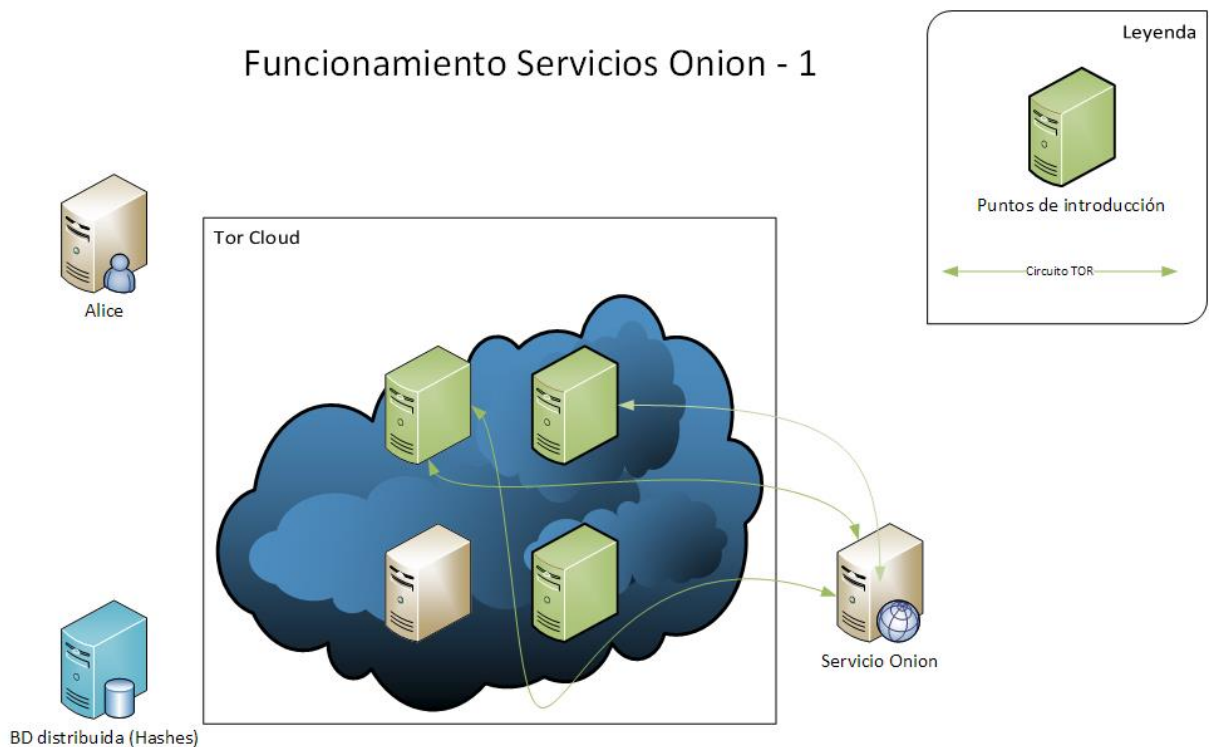 Funcionamiento Servicios Onion - 1
Leyenda
Puntos de introducción
Circuito TOR
Alice
Tor Cloud
Servicio Onion
BD distribuida (Hashes)